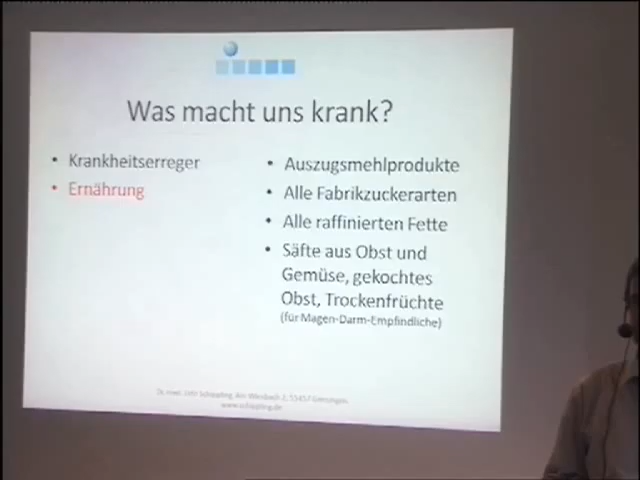 Was macht uns krank?
• Krankheitserreger
• Ernährung
• Auszugsmehlprodukte
• Alle Fabrikzuckerarten
• Alle raffinierten Fette
• Säfte aus Obst und
Gemüse, gekochtes
Obst, Trockenfrüchte
(für Magen-Darm-Empfindliche)